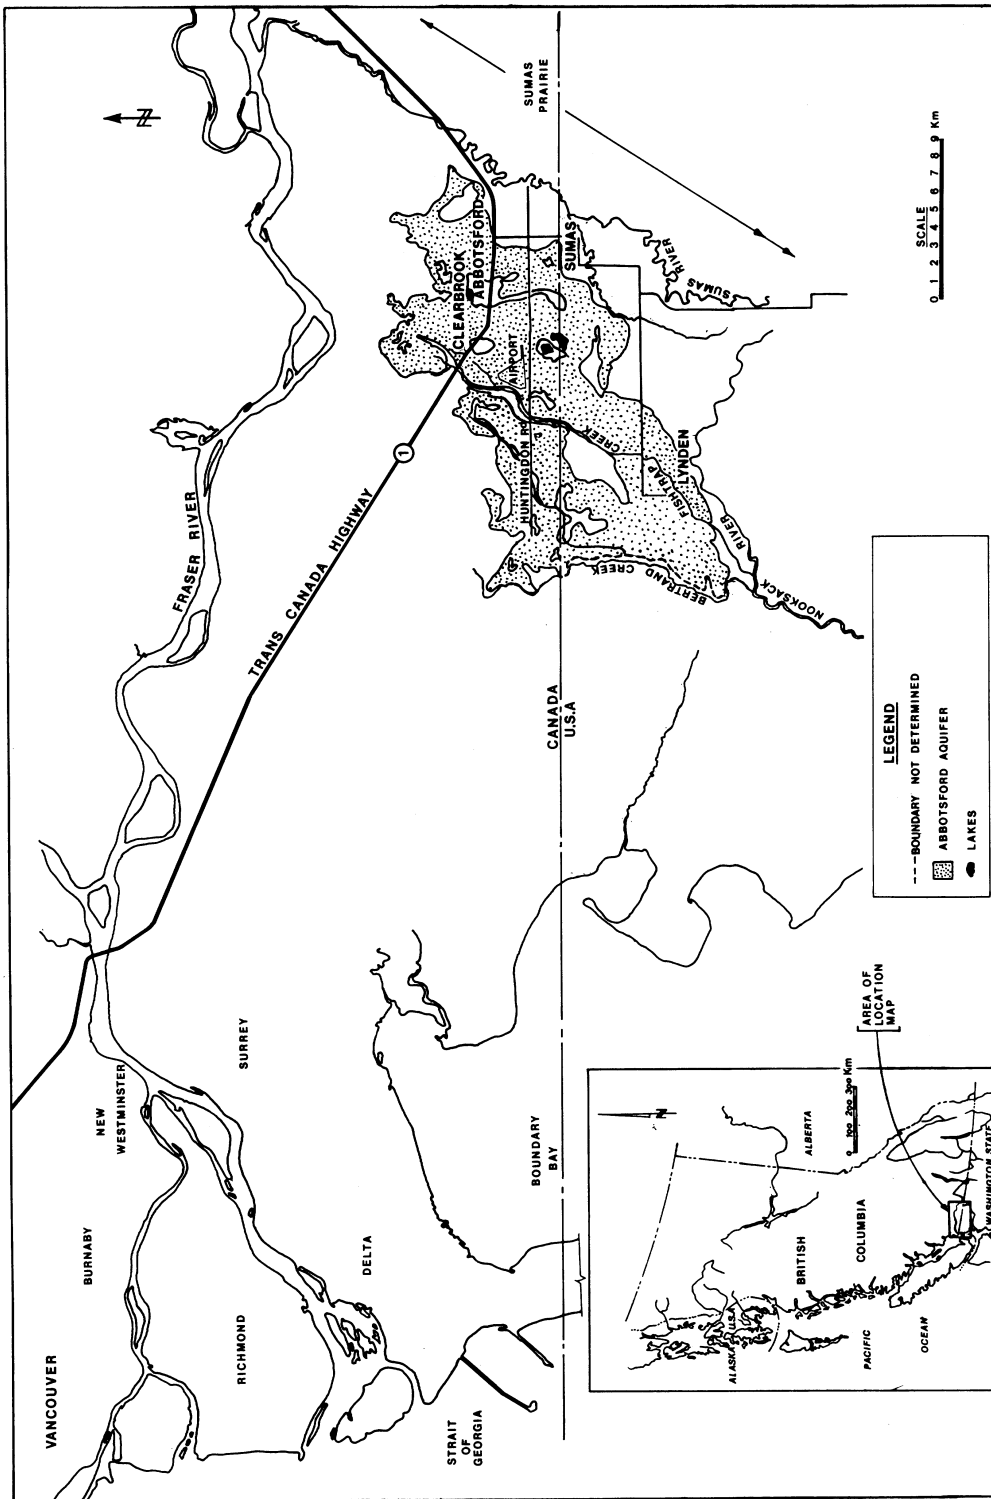 VANCOUVER
BURNABY
NEW
WESTMINSTER
RICHMOND
SURREY
DELTA
STRAIT
OF
GEORGIA
BOUNDARY
BAY
FRASER RIVER
TRANS CANADA HIGHWAY
1
CANADA
U.S.A
N
CLEARBROOK
ABBOTSFORD
AIRPORT
HUNTINGDON RD
SUMAS
PRAIRIE
SUMAS
SUMAS RIVER
FISHTRAP CREEK
LYNDEN
BERTRAND
CREEK
NOOKSACK RIVER
SCALE
0 1 2 3 4 5 6 7 8 9 Km
LEGEND
BOUNDARY NOT DETERMINED
ABBOTSFORD AQUIFER
LAKES
AREA OF
LOCATION
MAP
N
0 100 200 300 Km
ALBERTA
BRITISH
COLUMBIA
ALASKA U.S.A
PACIFIC
OCEAN
WASHINGTON STATE